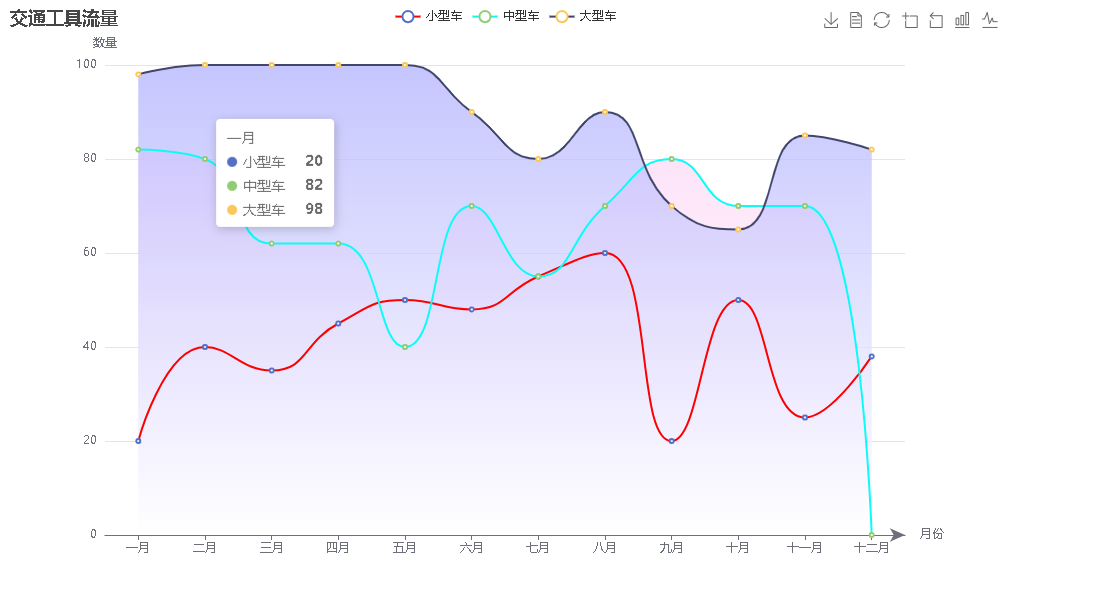 交通工具流量
小型车 中型车 大型车
数量
100
80
60
40
20
0
一月
小型车 20
中型车 82
大型车 98
一月 二月 三月 四月 五月 六月 七月 八月 九月 十月 十一月 十二月
月份